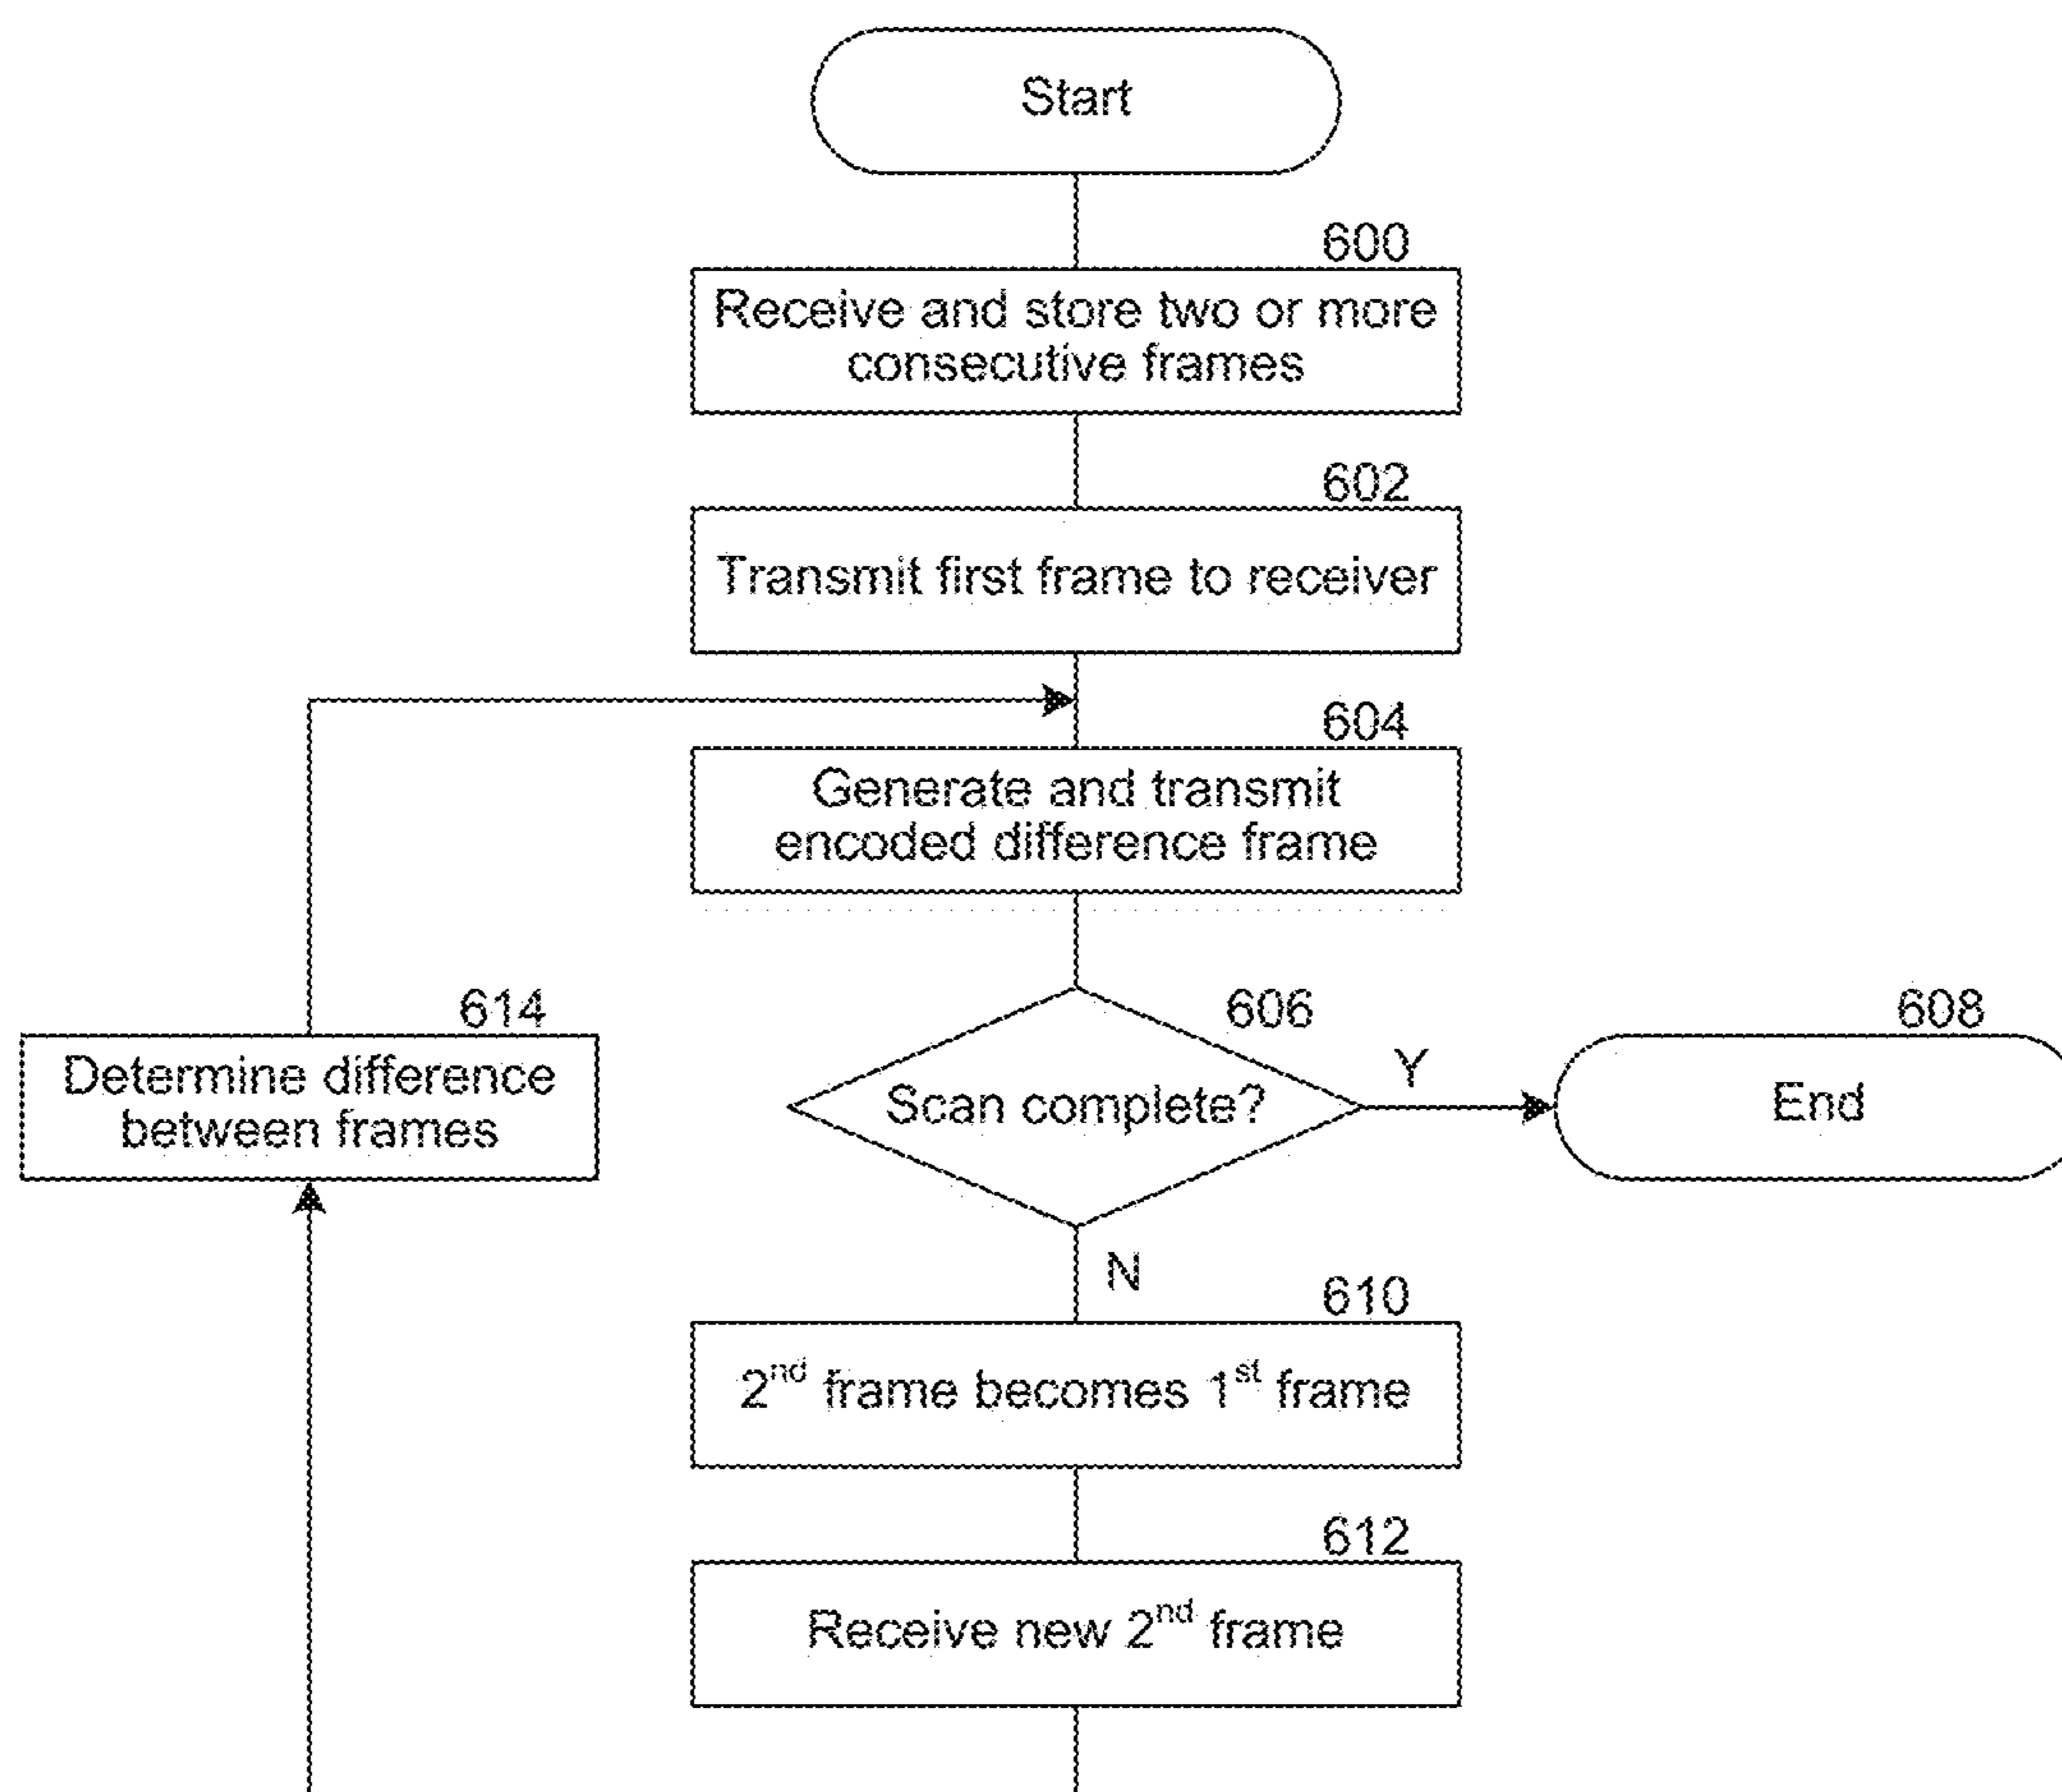 Start
600
Receive and store two or more
consecutive frames
602
Transmit first frame to receiver
604
Generate and transmit
encoded difference frame
614
Determine difference
between frames
606
Scan complete?
Y
608
End
N
610
2nd frame becomes 1st frame
612
Receive new 2nd frame